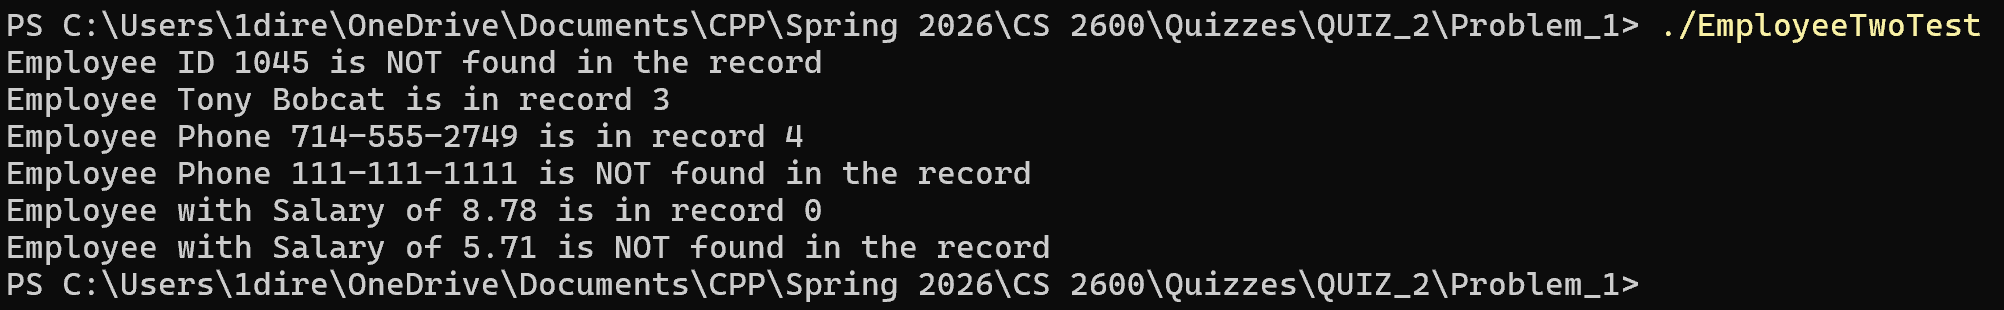 PS C:\Users\1dire\OneDrive\Documents\CPP\Spring 2026\CS 2600\Quizzes\QUIZ_2\Problem_1> ./EmployeeTwoTest
Employee ID 1045 is NOT found in the record
Employee Tony Bobcat is in record 3
Employee Phone 714-555-2749 is in record 4
Employee Phone 111-111-1111 is NOT found in the record
Employee with Salary of 8.78 is in record 0
Employee with Salary of 5.71 is NOT found in the record
PS C:\Users\1dire\OneDrive\Documents\CPP\Spring 2026\CS 2600\Quizzes\QUIZ_2\Problem_1>